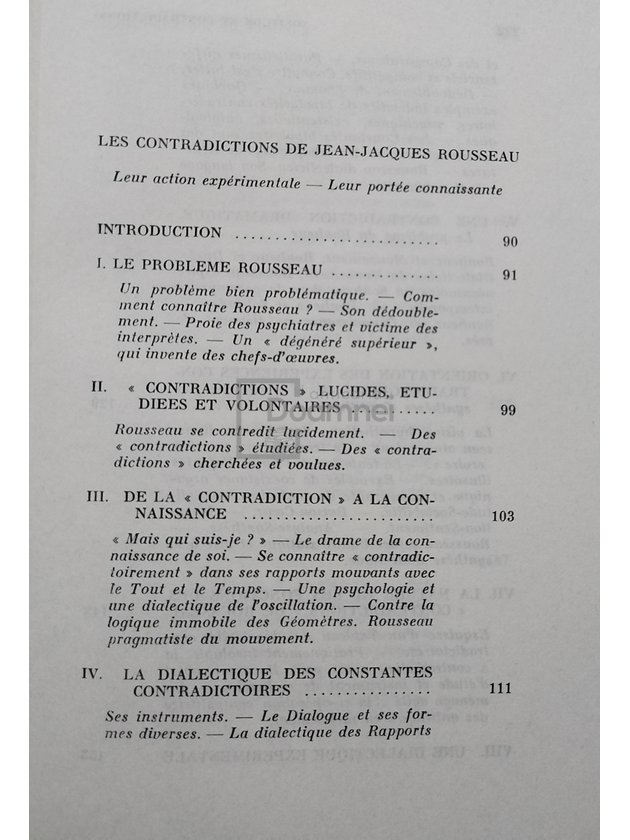 LES CONTRADICTIONS DE JEAN-JACQUES ROUSSEAU
Leur action expérimentale — Leur portée connaissante
INTRODUCTION .......................... 90
I. LE PROBLEME ROUSSEAU .............. 91
Un problème bien problématique. — Com-
ment connaître Rousseau ? — Son dédouble-
ment. — Proie des psychiatres et victime des
interprètes. — Un « dégénéré supérieur »,
qui invente des chefs-d'œuvres.
II. « CONTRADICTIONS » LUCIDES, ETU-
DIEES ET VOLONTAIRES ........... 99
Rousseau se contredit lucidement. — Des
« contradictions » étudiées. — Des « contra-
dictions » cherchées et voulues.
III. DE LA « CONTRADICTION » A LA CON-
NAISSANCE ........................ 103
« Mais qui suis-je ? » — Le drame de la con-
naissance de soi. — Se connaître « contradic-
toirement » dans ses rapports mouvants avec
le Tout et le Temps. — Une psychologie et
une dialectique de l'oscillation. — Contre la
logique immobile des Géomètres. Rousseau
pragmatiste du mouvement.
IV. LA DIALECTIQUE DES CONSTANTES
CONTRADICTOIRES ................ 111
Ses instruments. — Le Dialogue et ses for-
mes diverses. — La dialectique des Rapports